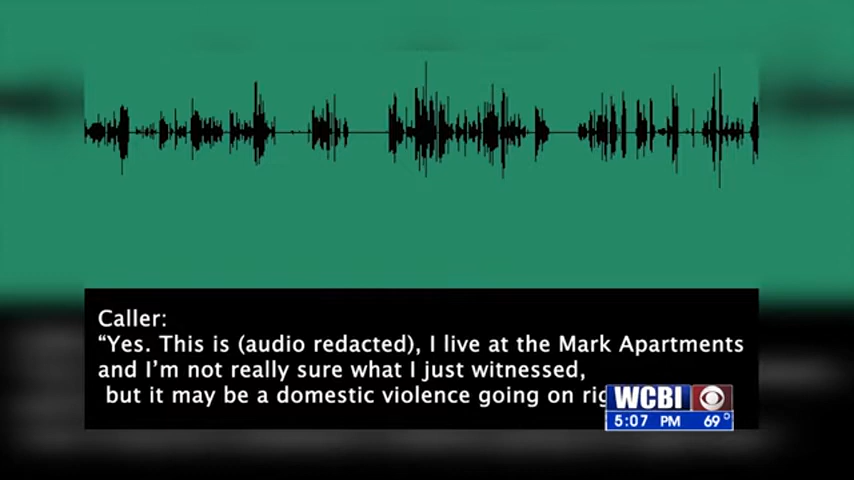 Caller:
“Yes. This is (audio redacted), I live at the Mark Apartments
and I’m not really sure what I just witnessed,
but it may be a domestic violence going on
WCBI
5:07 PM 69°